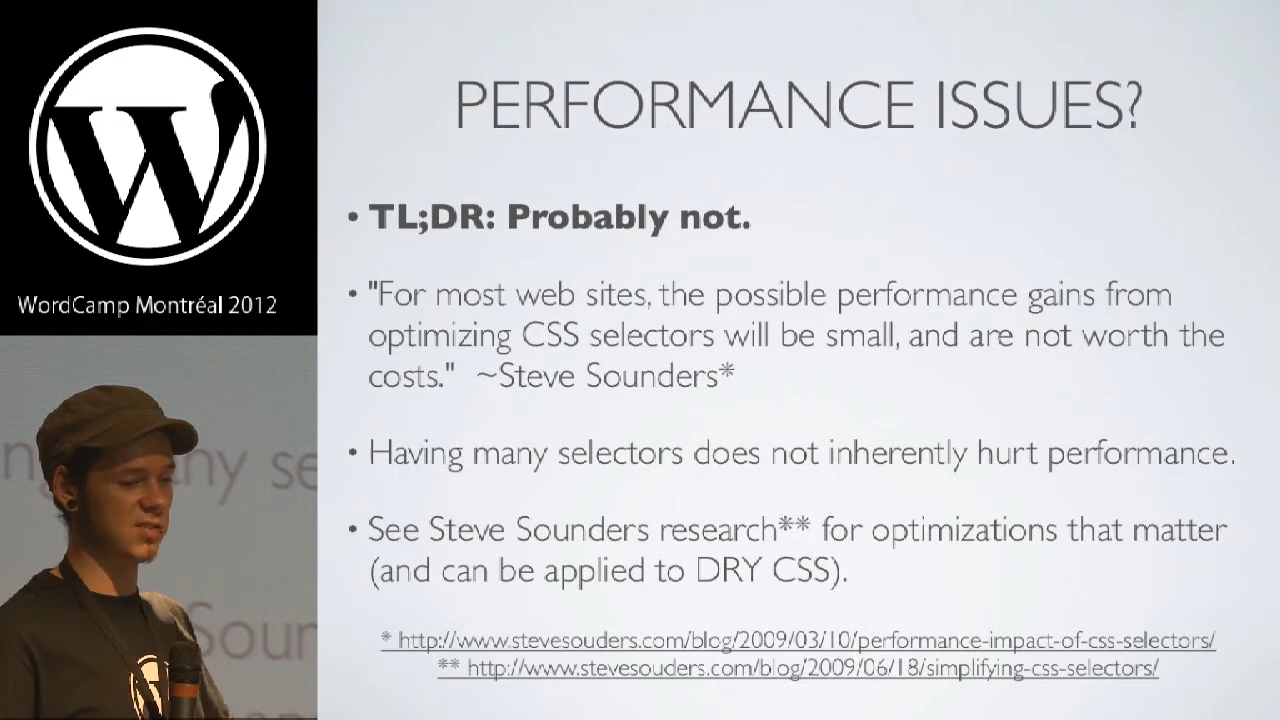 WordCamp Montréal 2012
PERFORMANCE ISSUES?
• TL;DR: Probably not.
• "For most web sites, the possible performance gains from
optimizing CSS selectors will be small, and are not worth the
costs." ~Steve Sounders*
• Having many selectors does not inherently hurt performance.
• See Steve Sounders research** for optimizations that matter
(and can be applied to DRY CSS).
* http://www.stevesouders.com/blog/2009/03/10/performance-impact-of-css-selectors/
** http://www.stevesouders.com/blog/2009/06/18/simplifying-css-selectors/